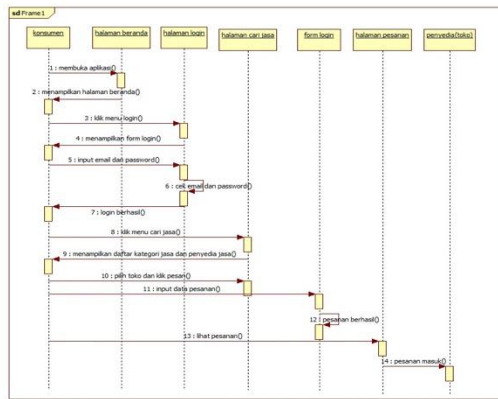 sd Frame1
konsumen
halaman beranda
halaman login
halaman cari jasa
form login
halaman pesanan
penyedia(toko)
1 : membuka aplikasi()
2 : menampilkan halaman beranda()
3 : klik menu login()
4 : menampilkan form login()
5 : input email dan password()
6 : cek email dan password()
7 : login berhasil()
8 : klik menu cari jasa()
9 : menampilkan daftar kategori jasa dan penyedia jasa()
10 : pilih toko dan klik pesan()
11 : input data pesanan()
12 : pesanan berhasil()
13 : lihat pesanan()
14 : pesanan masuk()